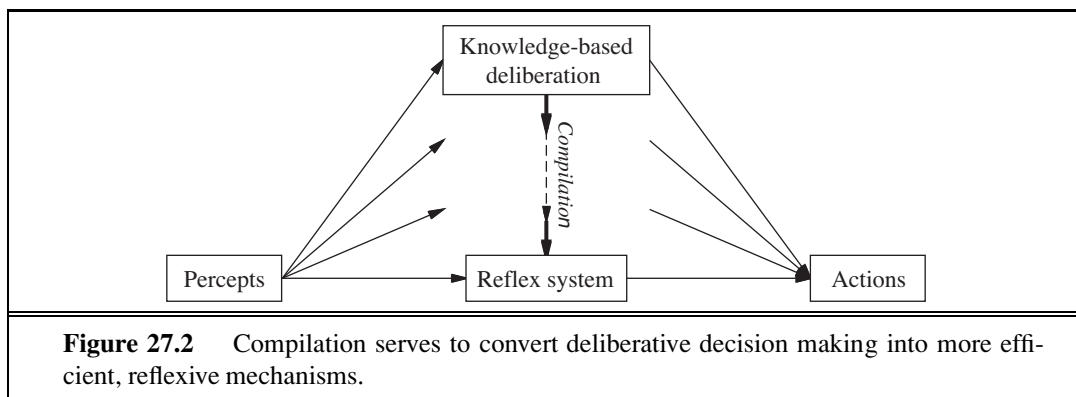 Knowledge-based
deliberation
Compilation
Percepts
Reflex system
Actions
Figure 27.2 Compilation serves to convert deliberative decision making into more effi-
cient, reflexive mechanisms.